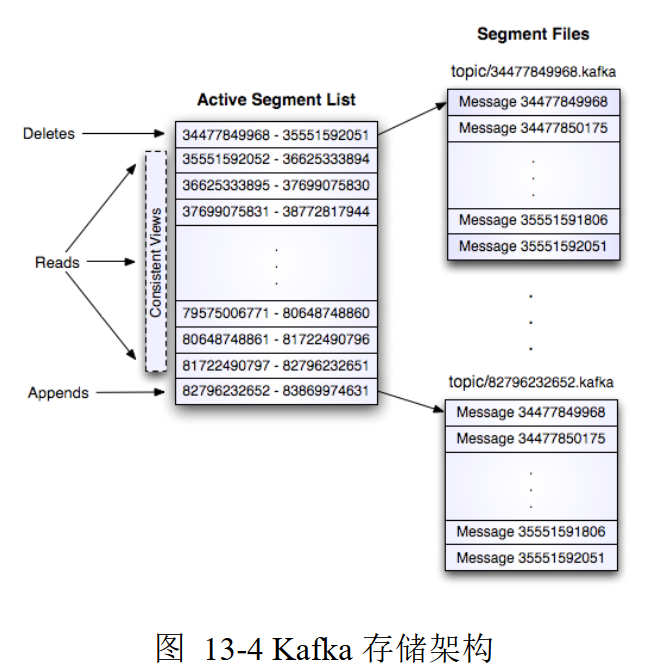 Segment Files
topic/34477849968.kafka
Active Segment List
Message 34477849968
Message 34477850175
Deletes
34477849968 - 35551592051
35551592052 - 36625333894
36625333895 - 37699075830
37699075831 - 38772817944
.
.
.
Message 35551591806
Message 35551592051
Reads
Consistent Views
.
.
.
.
.
.
79575006771 - 80648748860
80648748861 - 81722490796
81722490797 - 82796232651
Appends
82796232652 - 83869974631
topic/82796232652.kafka
Message 34477849968
Message 34477850175
.
.
.
Message 35551591806
Message 35551592051
图 13-4 Kafka 存储架构